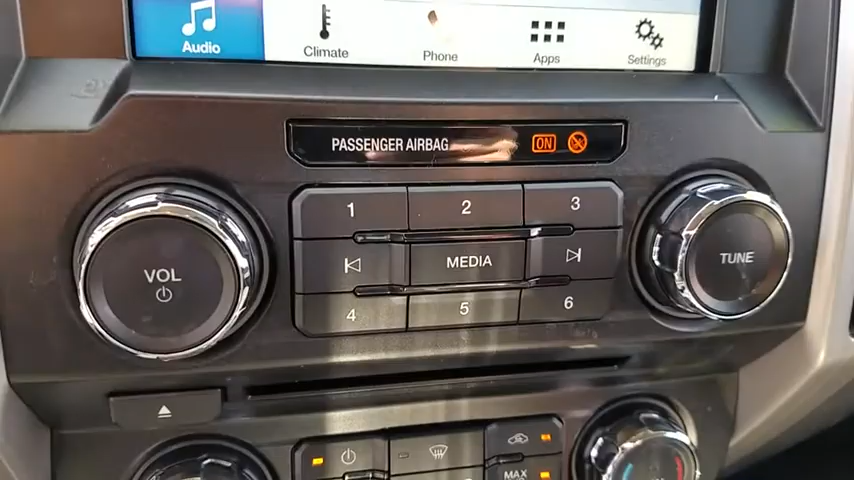 Audio
Climate
Phone
Apps
Settings
PASSENGER AIRBAG ON
1 2 3
VOL
MEDIA
TUNE
4 5 6
MAX